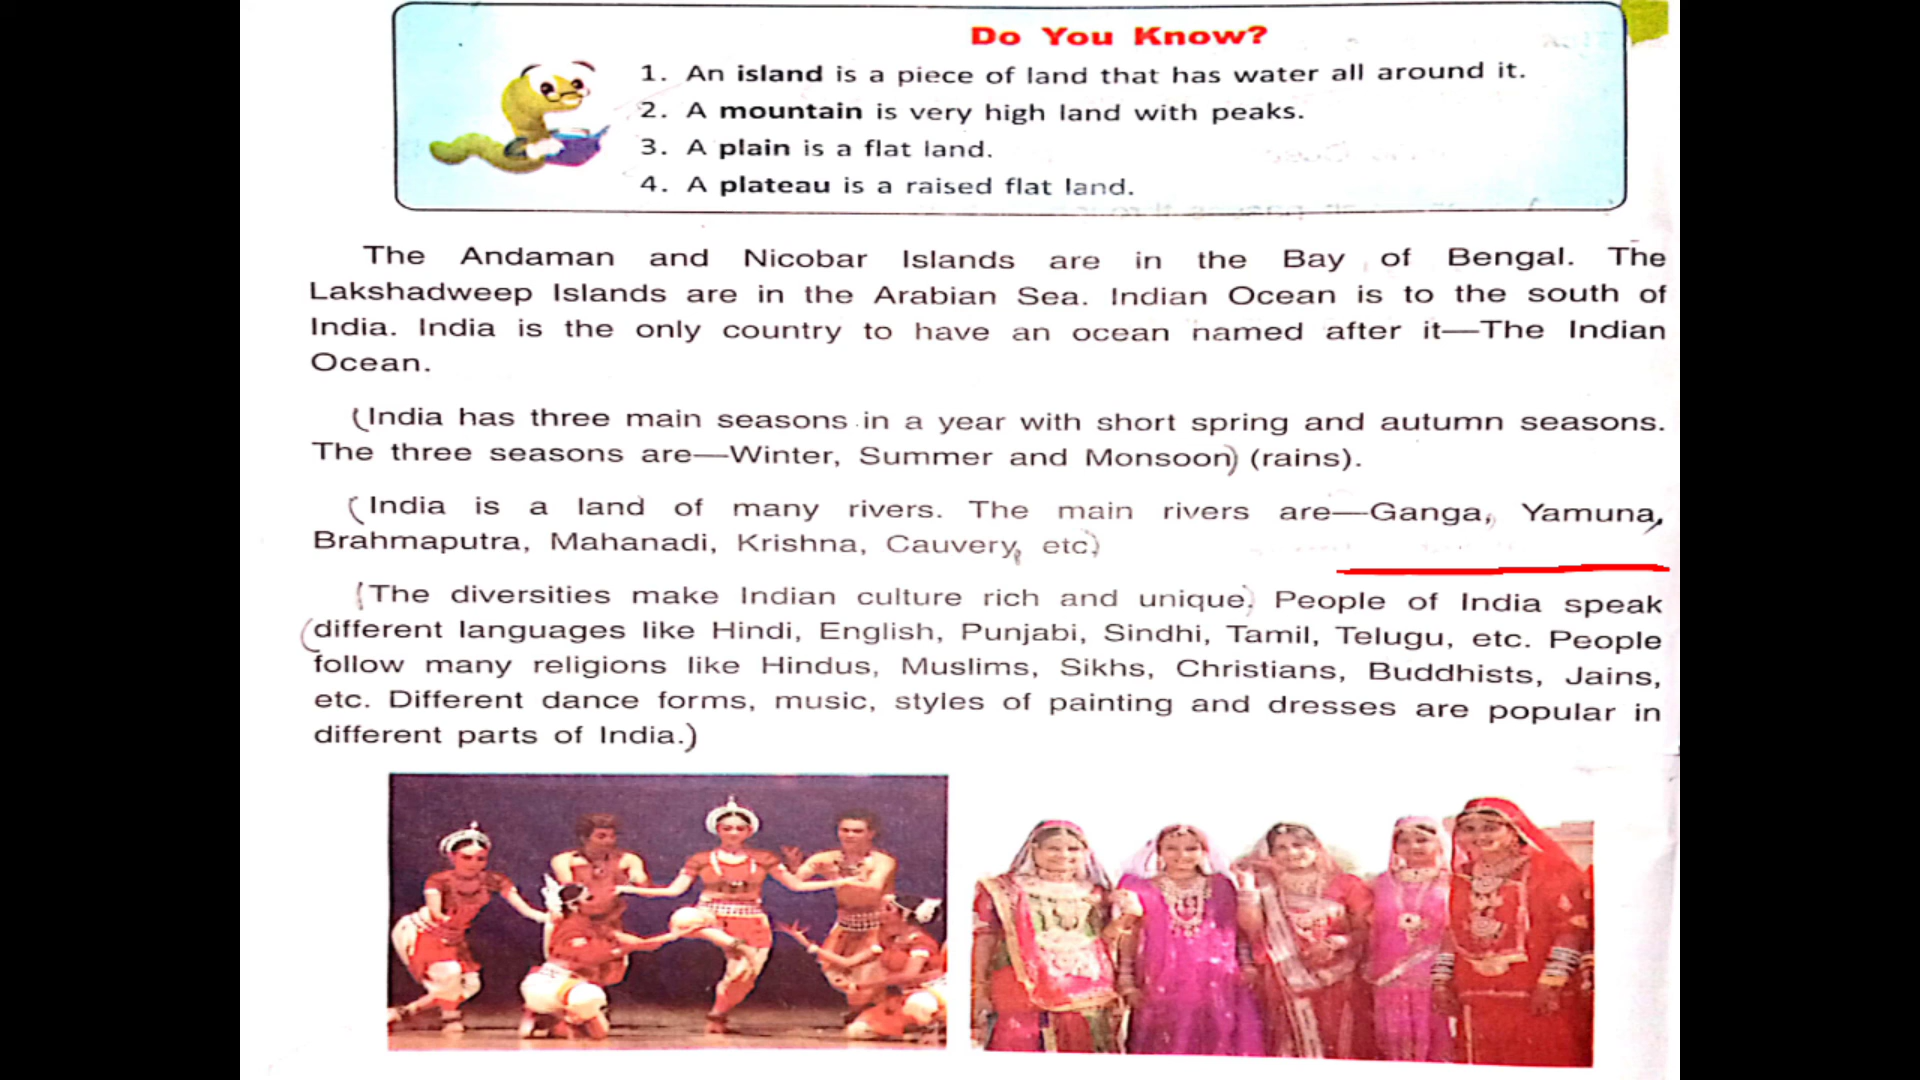 Do You Know?
1. An island is a piece of land that has water all around it.
2. A mountain is very high land with peaks.
3. A plain is a flat land.
4. A plateau is a raised flat land.
The Andaman and Nicobar Islands are in the Bay of Bengal. The
Lakshadweep Islands are in the Arabian Sea. Indian Ocean is to the south of
India. India is the only country to have an ocean named after it—The Indian
Ocean.
(India has three main seasons in a year with short spring and autumn seasons.
The three seasons are—Winter, Summer and Monsoon) (rains).
(India is a land of many rivers. The main rivers are—Ganga, Yamuna,
Brahmaputra, Mahanadi, Krishna, Cauvery, etc)
(The diversities make Indian culture rich and unique) People of India speak
(different languages like Hindi, English, Punjabi, Sindhi, Tamil, Telugu, etc. People
follow many religions like Hindus, Muslims, Sikhs, Christians, Buddhists, Jains,
etc. Different dance forms, music, styles of painting and dresses are popular in
different parts of India.)